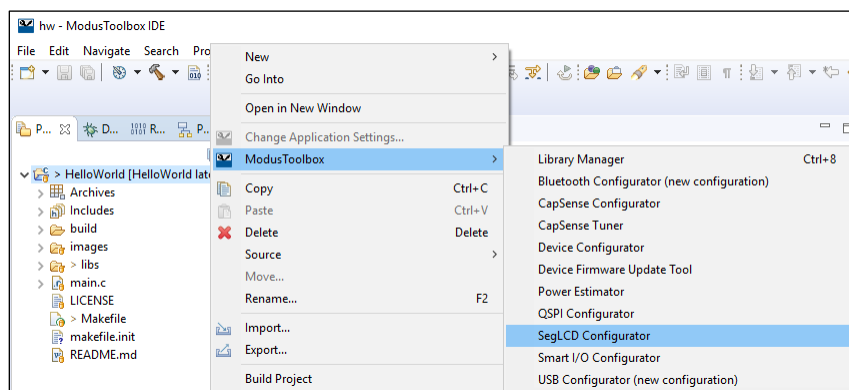 hw - ModusToolbox IDE
File Edit Navigate Search Pro
P...
D...
R...
P..
> HelloWorld [HelloWorld late
Archives
Includes
build
images
> libs
main.c
LICENSE
> Makefile
makefile.init
README.md
New
Go Into
Open in New Window
Change Application Settings...
ModusToolbox
Copy Ctrl+C
Paste Ctrl+V
Delete Delete
Source
Move...
Rename... F2
Import...
Export...
Build Project
Library Manager Ctrl+8
Bluetooth Configurator (new configuration)
CapSense Configurator
CapSense Tuner
Device Configurator
Device Firmware Update Tool
Power Estimator
QSPI Configurator
SegLCD Configurator
Smart I/O Configurator
USB Configurator (new configuration)